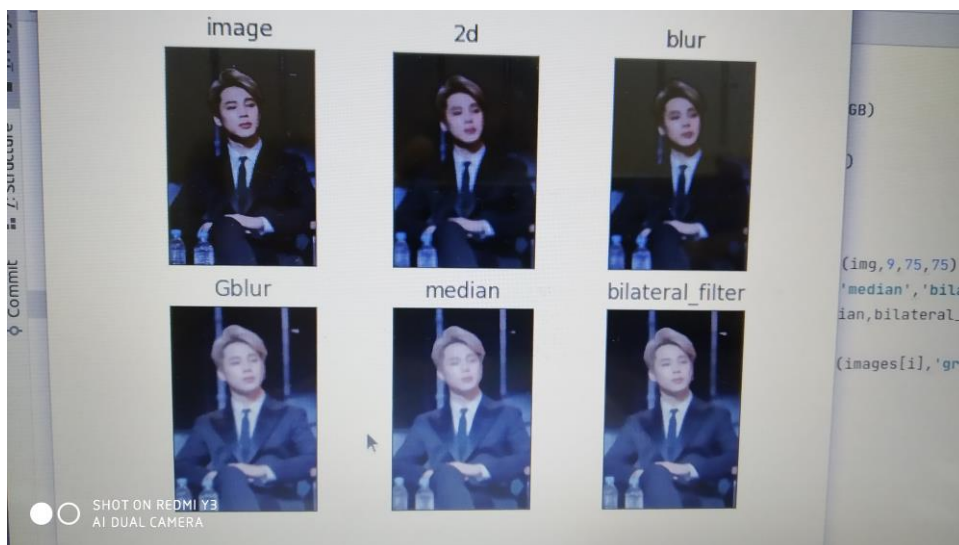 image
2d
blur
Gblur
median
bilateral_filter
Structure
Commit
GB)
)
(img,9,75,75)
'median','bila
ian,bilateral_
(images[i],'gr
SHOT ON REDMI Y3
AI DUAL CAMERA